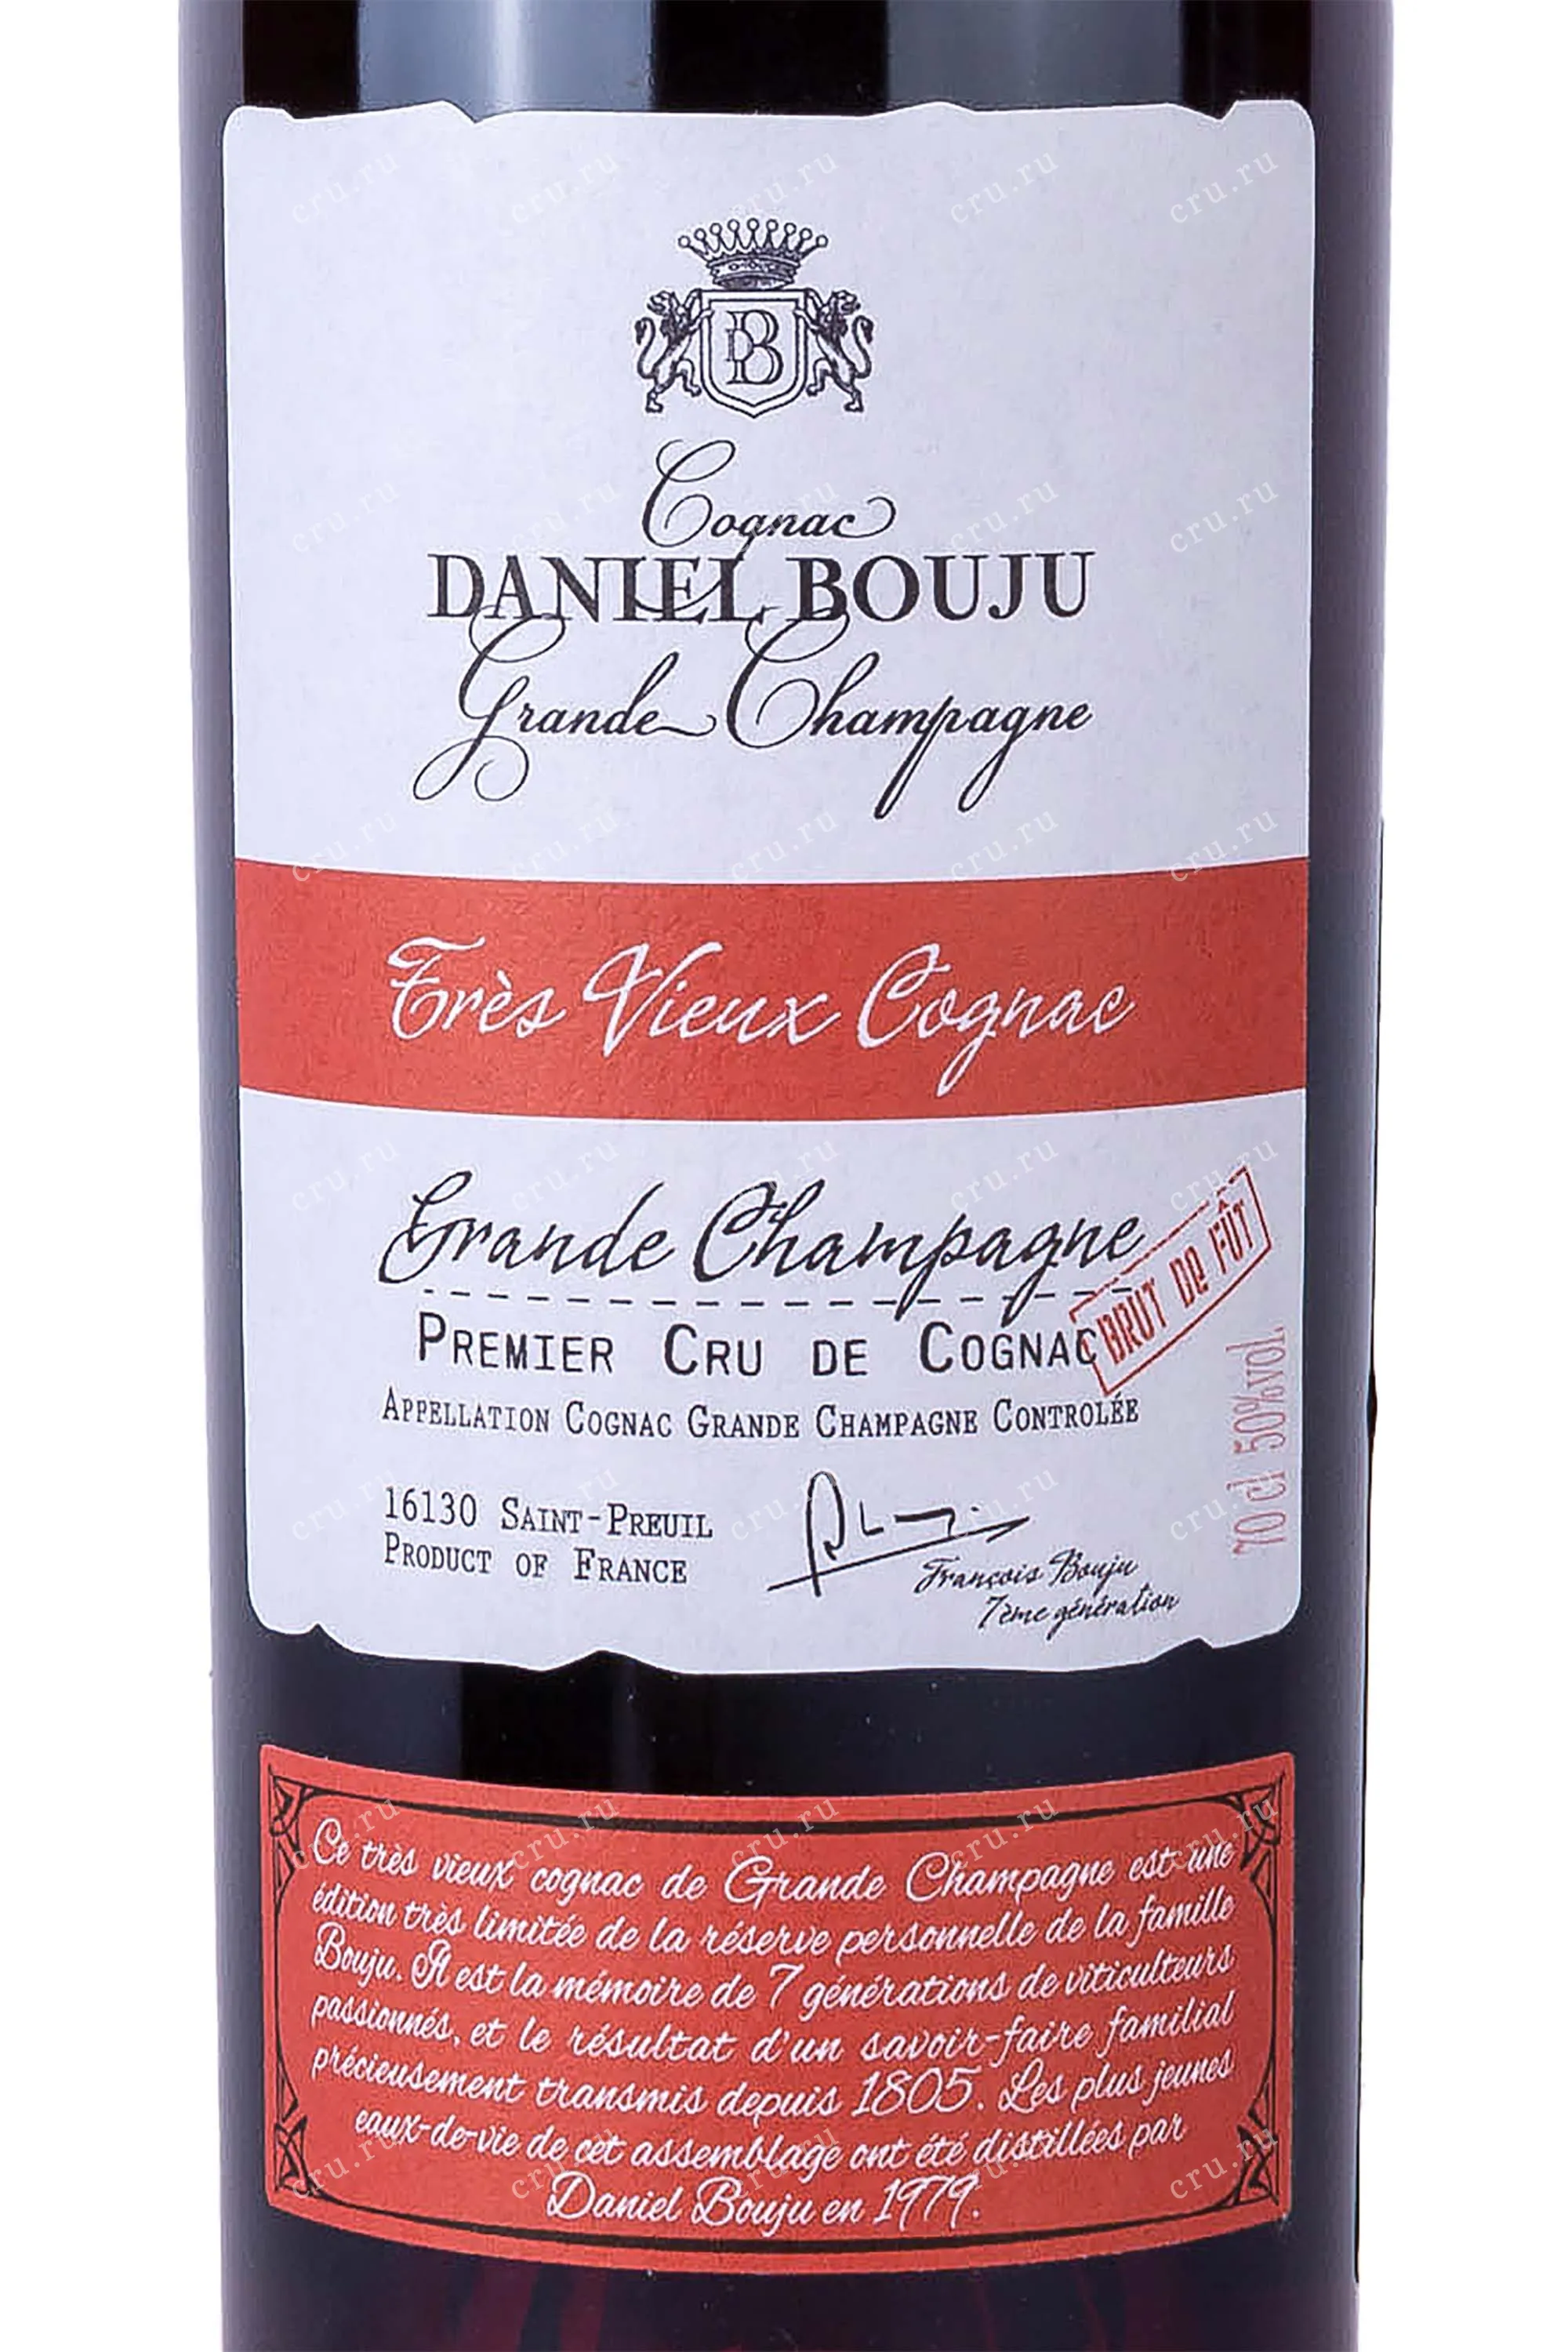 DB
Cognac
DANIEL BOUJU
Grande Champagne
Très Vieux Cognac
Grande Champagne
BRUT DE FÛT
PREMIER CRU DE COGNAC
APPELLATION COGNAC GRANDE CHAMPAGNE CONTROLÉE
70 cl 50%vol.
16130 SAINT-PREUIL
PRODUCT OF FRANCE
François Bouju
7ème génération
Ce très vieux cognac de Grande Champagne est une
édition très limitée de la réserve personnelle de la famille
Bouju. Il est la mémoire de 7 générations de viticulteurs
passionnés, et le résultat d'un savoir-faire familial
précieusement transmis depuis 1805. Les plus jeunes
eaux-de-vie de cet assemblage ont été distillées par
Daniel Bouju en 1979.
cru.ru